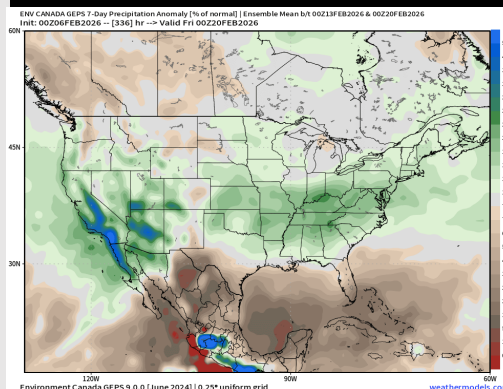 ENV CANADA GEPS 7-Day Precipitation Anomaly [% of normal] | Ensemble Mean b/t 00Z13FEB2026 & 00Z20FEB2026
Init: 00Z06FEB2026 -- [336] hr --> Valid Fri 00Z20FEB2026
60N
45N
30N
120W
90W
60W
Environment Canada GEPS 9.0.0 [June 2024] | 0.25° uniform grid
weathermodels.co